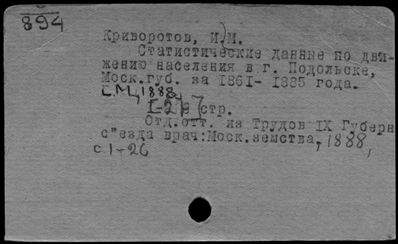 894
Криворотов, И.М.
Статистические данные по дви-
жению населения в г. Подольске,
Моск.губ. за 1861- 1885 года.
С.М., 1888,
стр.
Отд.отт. из Трудов IX Губерн
с"езда врач:Моск.земства, 1888,
с 1-26